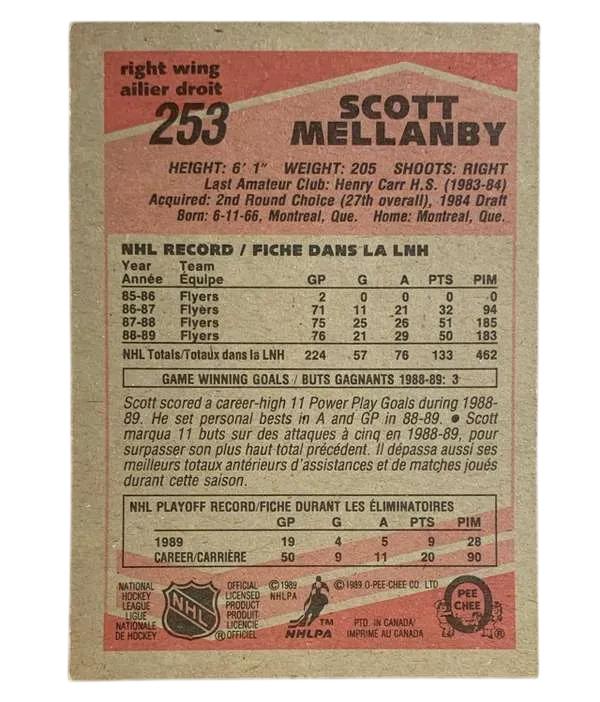 right wing
ailier droit
253
SCOTT
MELLANBY
HEIGHT: 6' 1" WEIGHT: 205 SHOOTS: RIGHT
Last Amateur Club: Henry Carr H.S. (1983-84)
Acquired: 2nd Round Choice (27th overall), 1984 Draft
Born: 6-11-66, Montreal, Que. Home: Montreal, Que.
NHL RECORD / FICHE DANS LA LNH
Year Team
Année Équipe GP G A PTS PIM
85-86 Flyers 2 0 0 0 0
86-87 Flyers 71 11 21 32 94
87-88 Flyers 75 25 26 51 185
88-89 Flyers 76 21 29 50 183
NHL Totals/Totaux dans la LNH 224 57 76 133 462
GAME WINNING GOALS / BUTS GAGNANTS 1988-89: 3
Scott scored a career-high 11 Power Play Goals during 1988-
89. He set personal bests in A and GP in 88-89. ● Scott
marqua 11 buts sur des attaques à cinq en 1988-89, pour
surpasser son plus haut total précédent. Il dépassa aussi ses
meilleurs totaux antérieurs d'assistances et de matches joués
durant cette saison.
NHL PLAYOFF RECORD/FICHE DURANT LES ÉLIMINATOIRES
GP G A PTS PIM
1989 19 4 5 9 28
CAREER/CARRIÈRE 50 9 11 20 90
NATIONAL
HOCKEY
LEAGUE
LIGUE
NATIONALE
DE HOCKEY
NHL
OFFICIAL
LICENSED
PRODUCT
PRODUIT
LICENCIÉ
® OFFICIEL
© 1989
NHLPA
TM
NHLPA
© 1989 O-PEE-CHEE CO. LTD
PTD. IN CANADA
IMPRIMÉ AU CANADA
O
PEE
CHEE
®